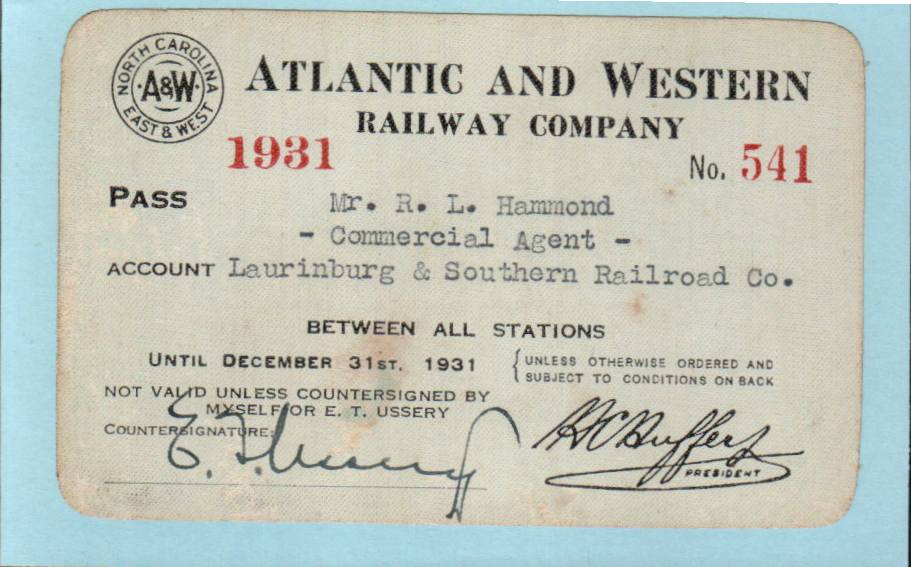 NORTH CAROLINA
A&W
EAST & WEST
ATLANTIC AND WESTERN
RAILWAY COMPANY
1931
No. 541
PASS Mr. R. L. Hammond
- Commercial Agent -
ACCOUNT Laurinburg & Southern Railroad Co.
BETWEEN ALL STATIONS
UNTIL DECEMBER 31ST. 1931
UNLESS OTHERWISE ORDERED AND
SUBJECT TO CONDITIONS ON BACK
NOT VALID UNLESS COUNTERSIGNED BY
MYSELF OR E. T. USSERY
COUNTERSIGNATURE: E. T. Ussery
PRESIDENT